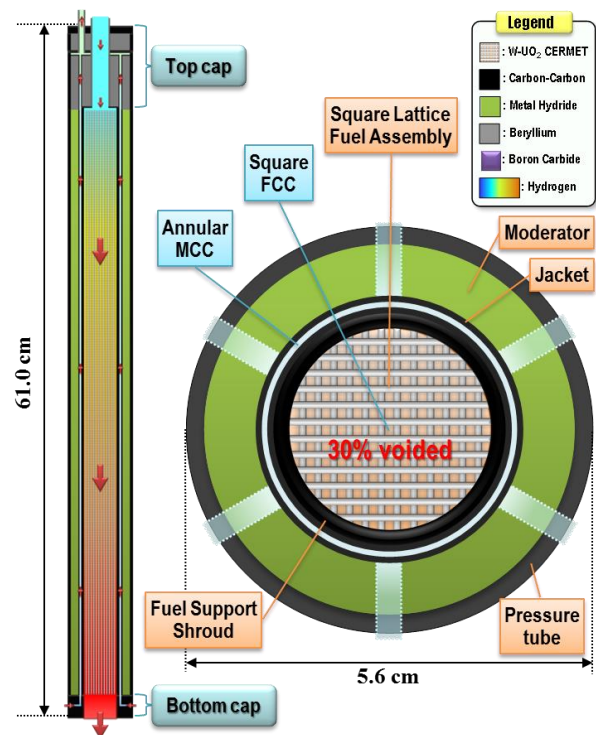 Legend
: W-UO₂ CERMET
: Carbon-Carbon
: Metal Hydride
: Beryllium
: Boron Carbide
: Hydrogen
Top cap
Square Lattice
Fuel Assembly
Square
FCC
Annular
MCC
Moderator
Jacket
61.0 cm
30% voided
Fuel Support
Shroud
Pressure
tube
5.6 cm
Bottom cap